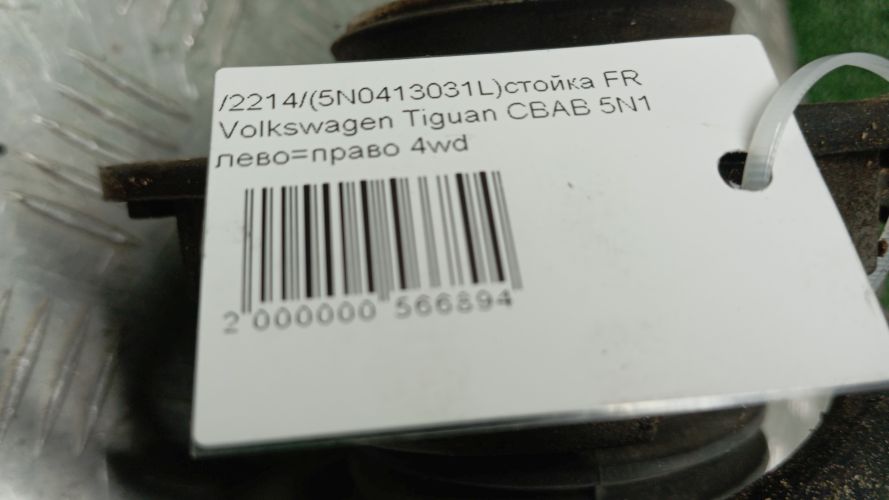 /2214/(5N0413031L)стойка FR
Volkswagen Tiguan CBAB 5N1
лево=право 4wd
2 000000 566894